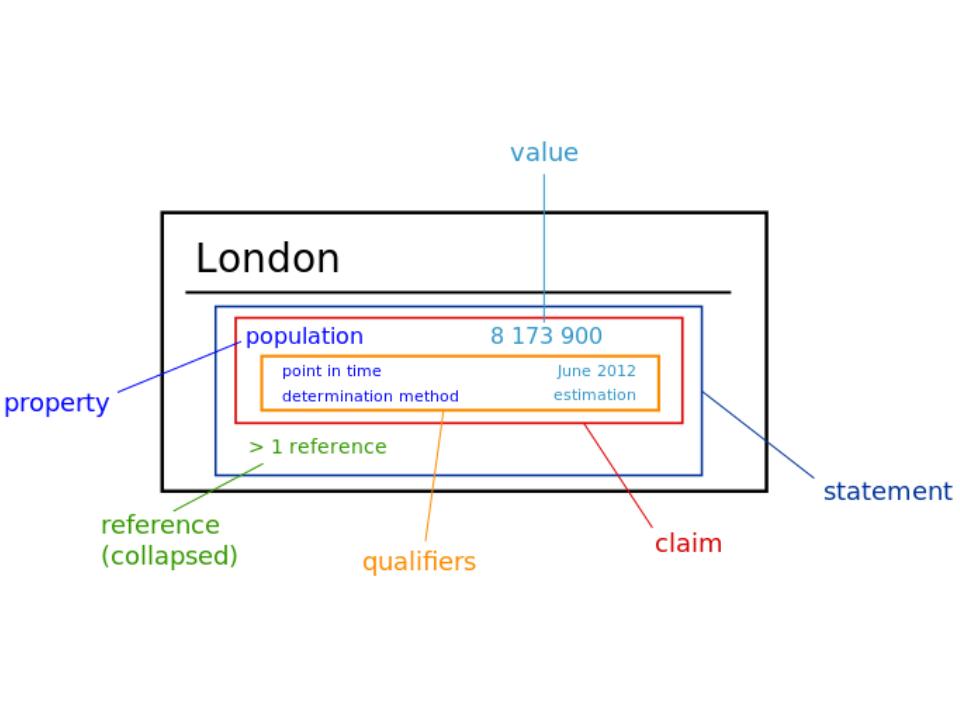 value
London
population 8 173 900
point in time June 2012
determination method estimation
property
> 1 reference
statement
reference
(collapsed)
claim
qualifiers